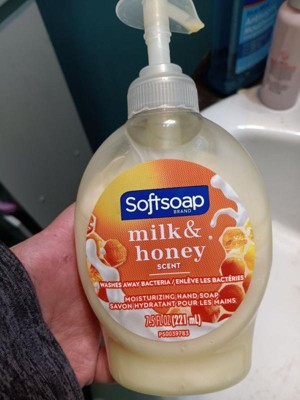 Softsoap
BRAND
milk &
honey
SCENT
WASHES AWAY BACTERIA / ENLÈVE LES BACTÉRIES
MOISTURIZING HAND SOAP
SAVON HYDRATANT POUR LES MAINS
7.5 FL OZ (221 mL)